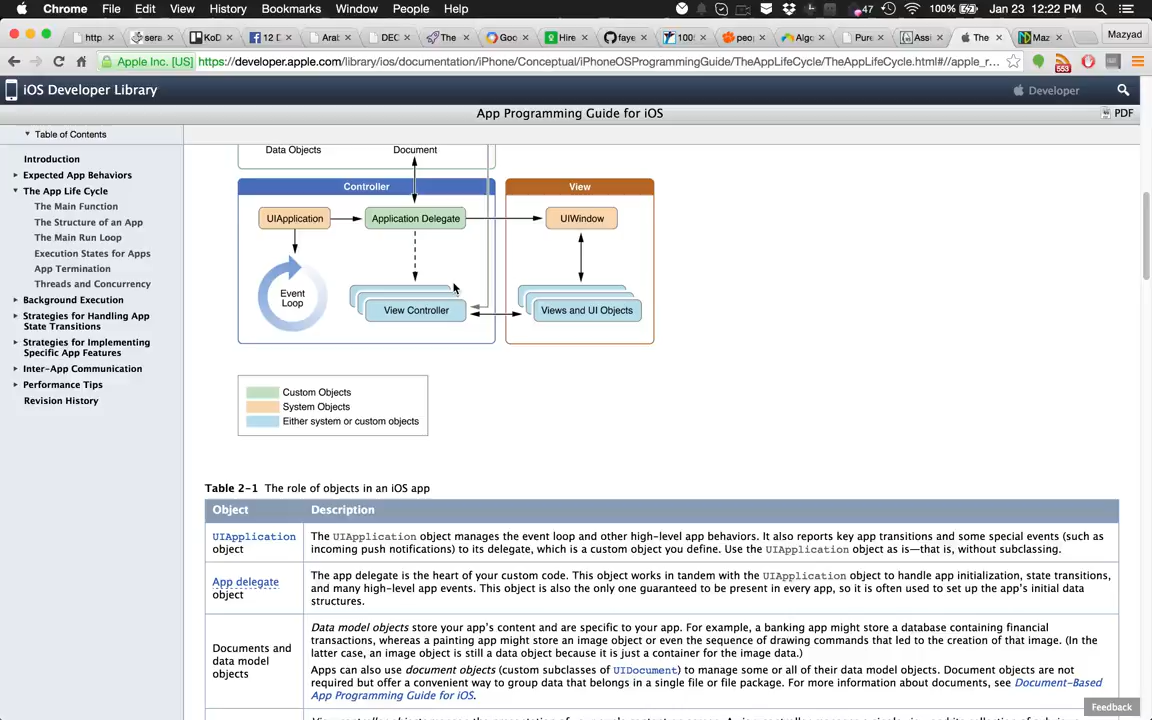 Chrome File Edit View History Bookmarks Window People Help 47 100% Jan 23 12:22 PM
http sera KoD 12 D Arat DEC The Goo Hire faye 100! peop Algo Pure Assi The Maz Mazyad
Apple Inc. [US] https://developer.apple.com/library/ios/documentation/iPhone/Conceptual/iPhoneOSProgrammingGuide/TheAppLifeCycle/TheAppLifeCycle.html#//apple_r... 553
iOS Developer Library Developer
App Programming Guide for iOS PDF
Table of Contents
Introduction
Expected App Behaviors
The App Life Cycle
The Main Function
The Structure of an App
The Main Run Loop
Execution States for Apps
App Termination
Threads and Concurrency
Background Execution
Strategies for Handling App
State Transitions
Strategies for Implementing
Specific App Features
Inter-App Communication
Performance Tips
Revision History
Data Objects Document
Controller View
UIApplication Application Delegate UIWindow
Event
Loop
View Controller Views and UI Objects
Custom Objects
System Objects
Either system or custom objects
Table 2-1 The role of objects in an iOS app
Object Description
UIApplication
object
The UIApplication object manages the event loop and other high-level app behaviors. It also reports key app transitions and some special events (such as
incoming push notifications) to its delegate, which is a custom object you define. Use the UIApplication object as is—that is, without subclassing.
App delegate
object
The app delegate is the heart of your custom code. This object works in tandem with the UIApplication object to handle app initialization, state transitions,
and many high-level app events. This object is also the only one guaranteed to be present in every app, so it is often used to set up the app's initial data
structures.
Documents and
data model
objects
Data model objects store your app's content and are specific to your app. For example, a banking app might store a database containing financial
transactions, whereas a painting app might store an image object or even the sequence of drawing commands that led to the creation of that image. (In the
latter case, an image object is still a data object because it is just a container for the image data.)
Apps can also use document objects (custom subclasses of UIDocument) to manage some or all of their data model objects. Document objects are not
required but offer a convenient way to group data that belongs in a single file or file package. For more information about documents, see Document-Based
App Programming Guide for iOS.
Feedback